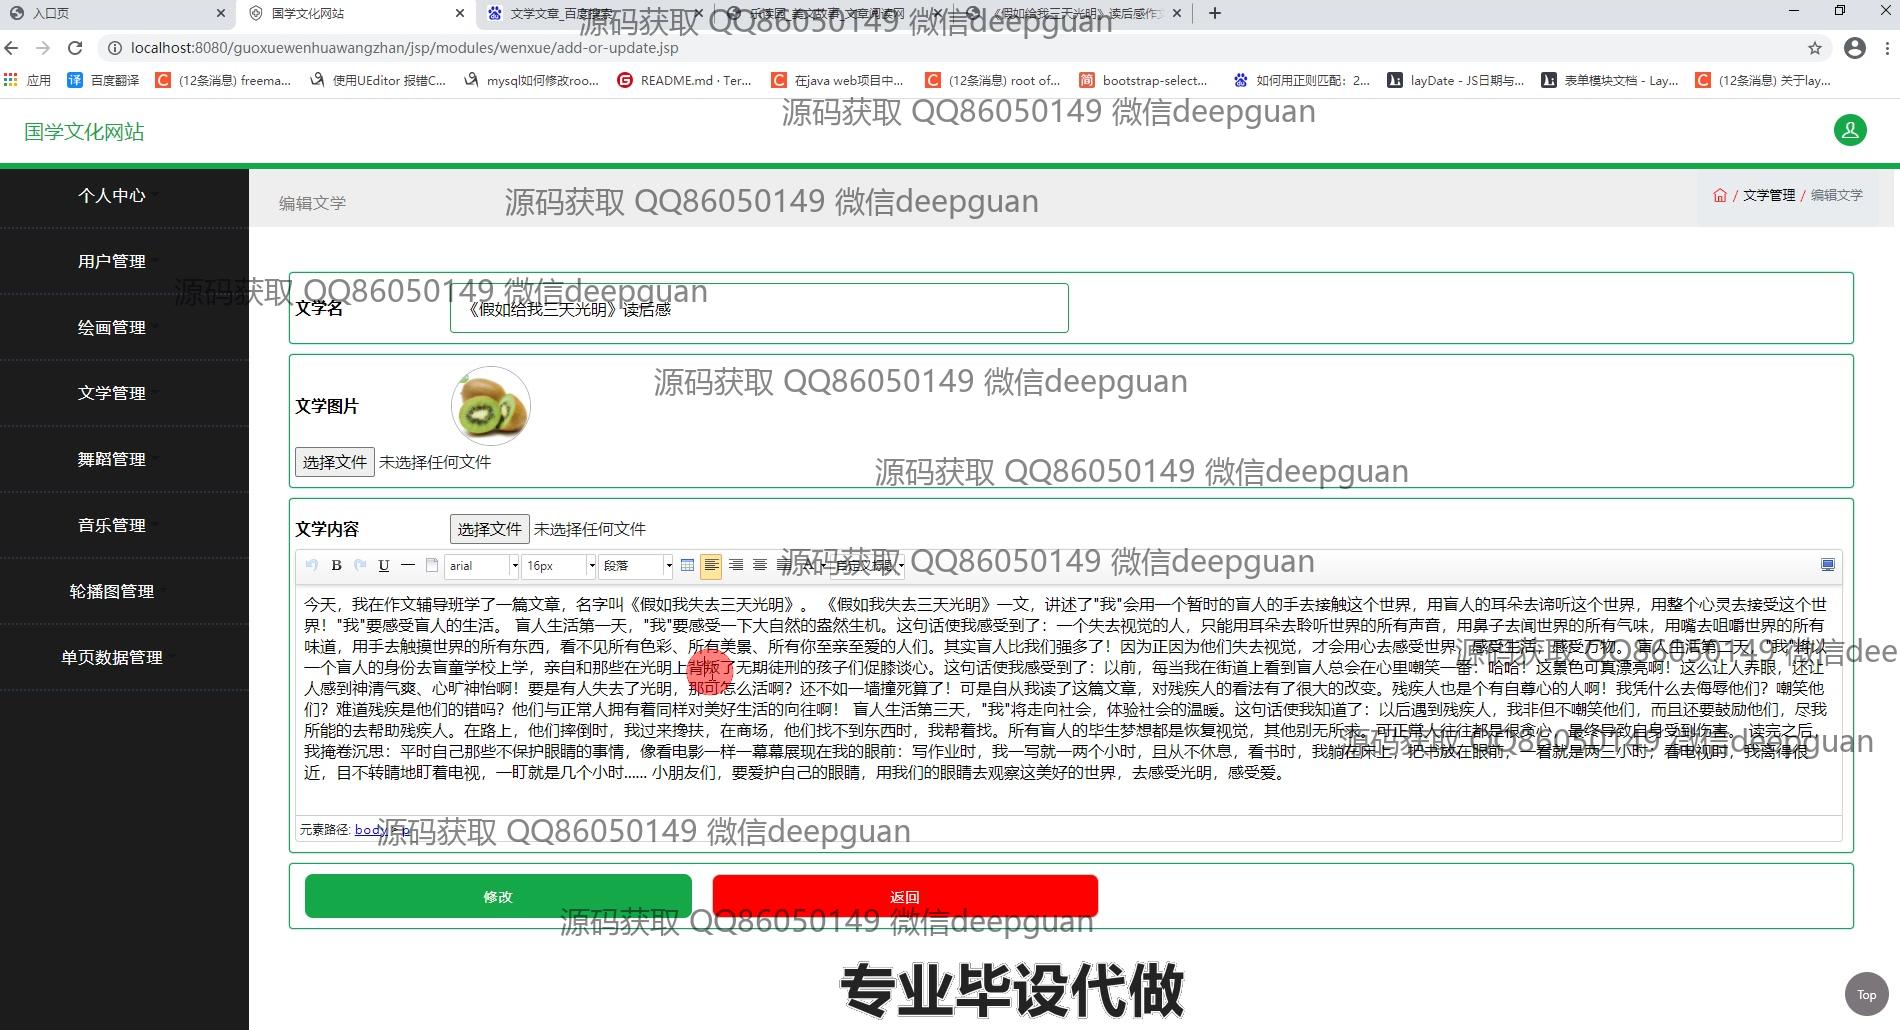 入口页
国学文化网站
文学文章_百度搜索
乐读园_美文故事_文章阅读网
《假如给我三天光明》读后感作文
localhost:8080/guoxuewenhuawangzhan/jsp/modules/wenxue/add-or-update.jsp
应用
百度翻译
(12条消息) freema...
使用UEditor 报错C...
mysql如何修改roo...
README.md · Ter...
在java web项目中...
(12条消息) root of...
bootstrap-select...
如何用正则匹配：2...
layDate - JS日期与...
表单模块文档 - Lay...
(12条消息) 关于lay...
源码获取 QQ86050149 微信deepguan
源码获取 QQ86050149 微信deepguan
国学文化网站
个人中心
用户管理
绘画管理
文学管理
舞蹈管理
音乐管理
轮播图管理
单页数据管理
编辑文学
源码获取 QQ86050149 微信deepguan
/ 文学管理 / 编辑文学
源码获取 QQ86050149 微信deepguan
文学名
《假如给我三天光明》读后感
文学图片
源码获取 QQ86050149 微信deepguan
选择文件 未选择任何文件
源码获取 QQ86050149 微信deepguan
文学内容
选择文件 未选择任何文件
B U arial 16px 段落 自定义标题
源码获取 QQ86050149 微信deepguan
今天，我在作文辅导班学了一篇文章，名字叫《假如我失去三天光明》。 《假如我失去三天光明》一文，讲述了"我"会用一个暂时的盲人的手去接触这个世界，用盲人的耳朵去谛听这个世界，用整个心灵去接受这个世
界！"我"要感受盲人的生活。 盲人生活第一天，"我"要感受一下大自然的盎然生机。这句话使我感受到了：一个失去视觉的人，只能用耳朵去聆听世界的所有声音，用鼻子去闻世界的所有气味，用嘴去咀嚼世界的所有
味道，用手去触摸世界的所有东西，看不见所有色彩、所有美景、所有你至亲至爱的人们。其实盲人比我们强多了！因为正因为他们失去视觉，才会用心去感受世界、感受生活、感受万物。 盲人生活第二天，"我"将以
一个盲人的身份去盲童学校上学，亲自和那些在光明上背叛了无期徒刑的孩子们促膝谈心。这句话使我感受到了：以前，每当我在街道上看到盲人总会在心里嘲笑一番：哈哈！这景色可真漂亮啊！这么让人养眼，还让
人感到神清气爽、心旷神怡啊！要是有人失去了光明，那可怎么活啊？还不如一墙撞死算了！可是自从我读了这篇文章，对残疾人的看法有了很大的改变。残疾人也是个有自尊心的人啊！我凭什么去侮辱他们？嘲笑他
们？难道残疾是他们的错吗？他们与正常人拥有着同样对美好生活的向往啊！ 盲人生活第三天，"我"将走向社会，体验社会的温暖。这句话使我知道了：以后遇到残疾人，我非但不嘲笑他们，而且还要鼓励他们，尽我
所能的去帮助残疾人。在路上，他们摔倒时，我过来搀扶，在商场，他们找不到东西时，我帮着找。所有盲人的毕生梦想都是恢复视觉，其他别无所求。可正常人往往都是很贪心，最终导致自身受到伤害。 读完之后，
我掩卷沉思：平时自己那些不保护眼睛的事情，像看电影一样一幕幕展现在我的眼前：写作业时，我一写就一两个小时，且从不休息，看书时，我躺在床上，把书放在眼前，一看就是两三小时；看电视时，我离得很
近，目不转睛地盯着电视，一盯就是几个小时…… 小朋友们，要爱护自己的眼睛，用我们的眼睛去观察这美好的世界，去感受光明，感受爱。
源码获取 QQ86050149 微信dee
源码获取 QQ86050149 微信deepguan
元素路径: body > p
源码获取 QQ86050149 微信deepguan
修改
返回
源码获取 QQ86050149 微信deepguan
专业毕设代做
Top